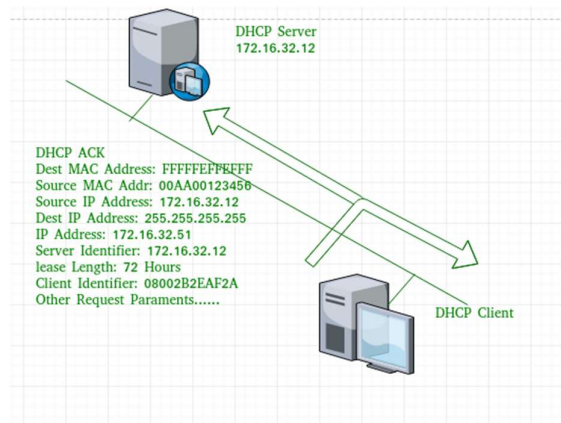 DHCP Server
172.16.32.12
DHCP ACK
Dest MAC Address: FFFFFEFFEFFF
Source MAC Addr: 00AA00123456
Source IP Address: 172.16.32.12
Dest IP Address: 255.255.255.255
IP Address: 172.16.32.51
Server Identifier: 172.16.32.12
lease Length: 72 Hours
Client Identifier: 08002B2EAF2A
Other Request Paraments......
DHCP Client